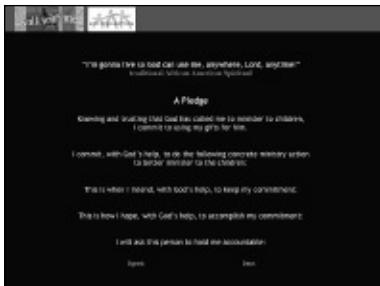 walk with me
"I'm gonna live so God can use me, anywhere, Lord, anytime!"
traditional African American Spiritual
A Pledge
Knowing and trusting that God has called me to minister to children,
I commit to using my gifts for him.
I commit, with God's help, to do the following concrete ministry action
to better minister to the children:
This is when I intend, with God's help, to keep my commitment:
This is how I hope, with God's help, to accomplish my commitment:
I will ask this person to hold me accountable:
Signed:
Date: